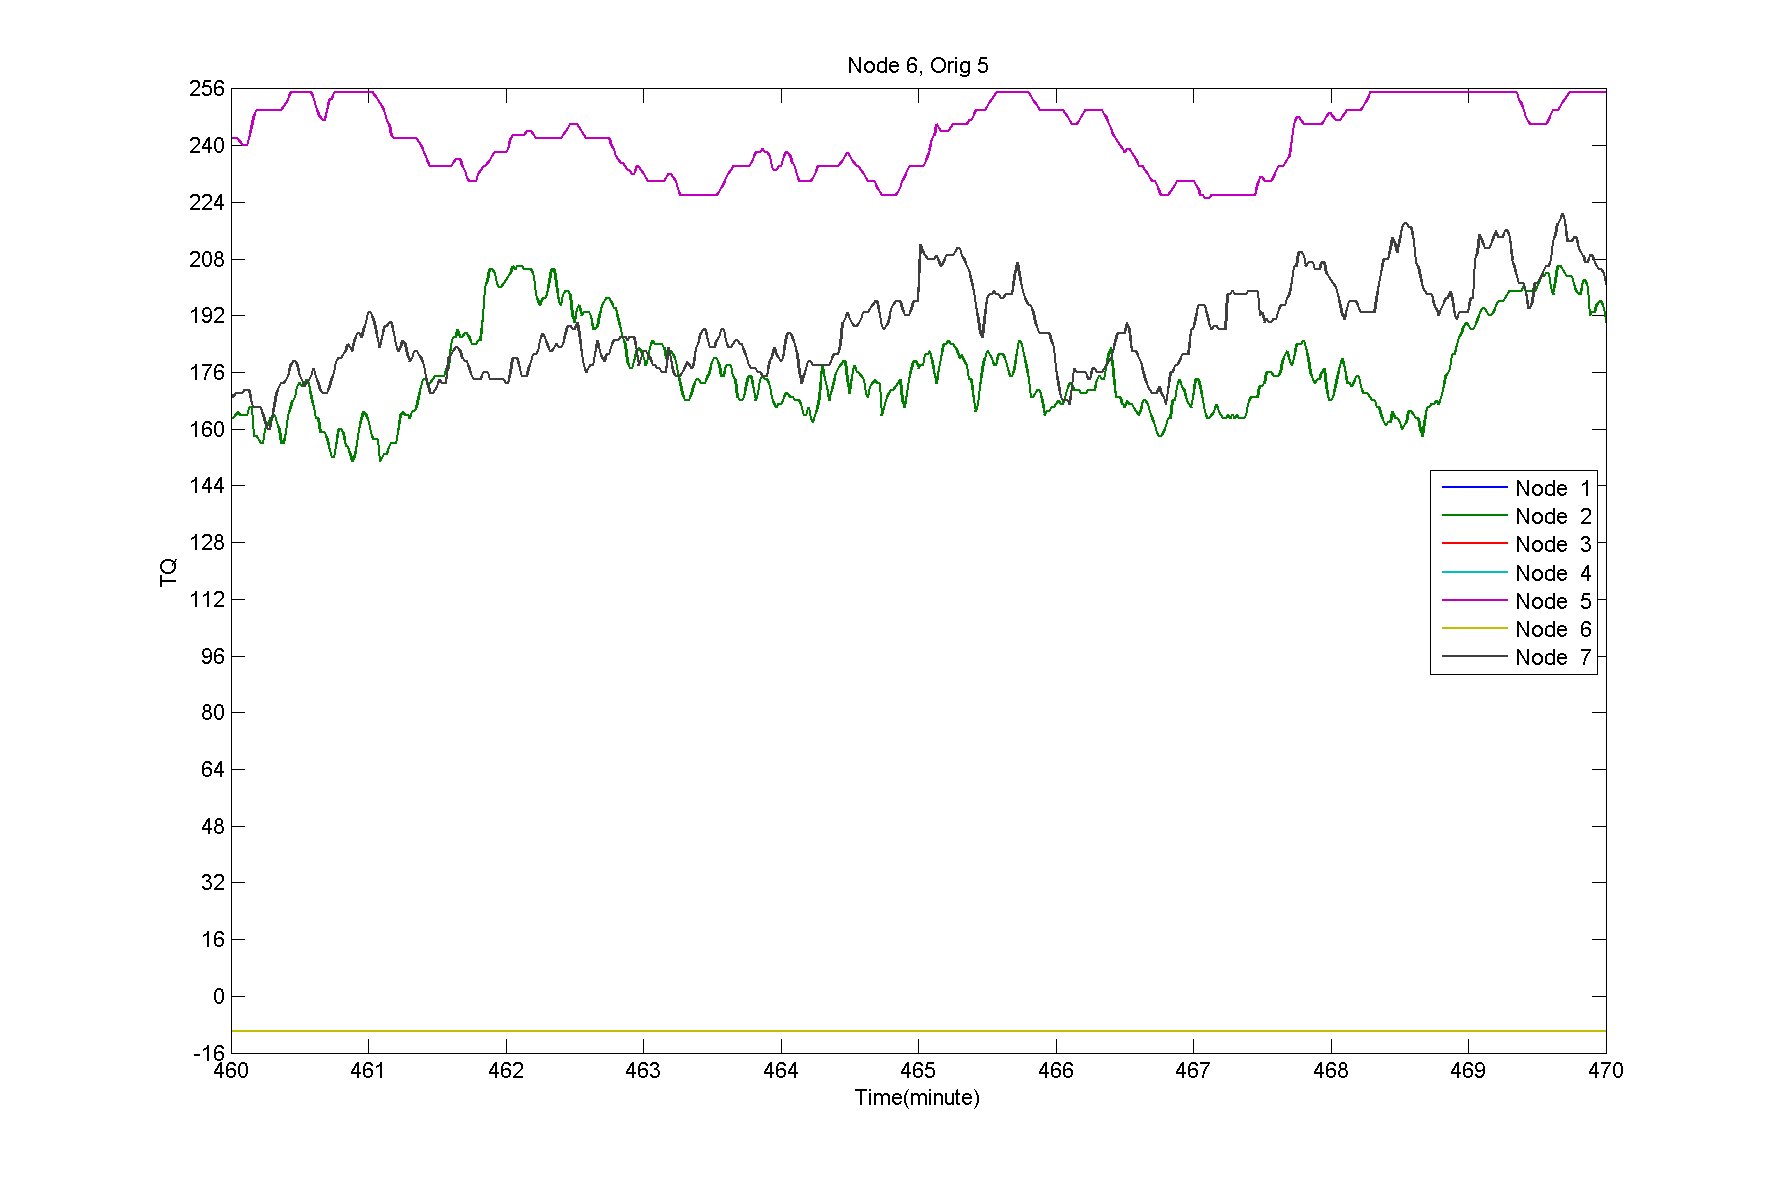 Node 6, Orig 5
256
240
224
208
192
176
160
144
128
112
96
80
64
48
32
16
0
-16
TQ
Node 1
Node 2
Node 3
Node 4
Node 5
Node 6
Node 7
460 461 462 463 464 465 466 467 468 469 470
Time(minute)